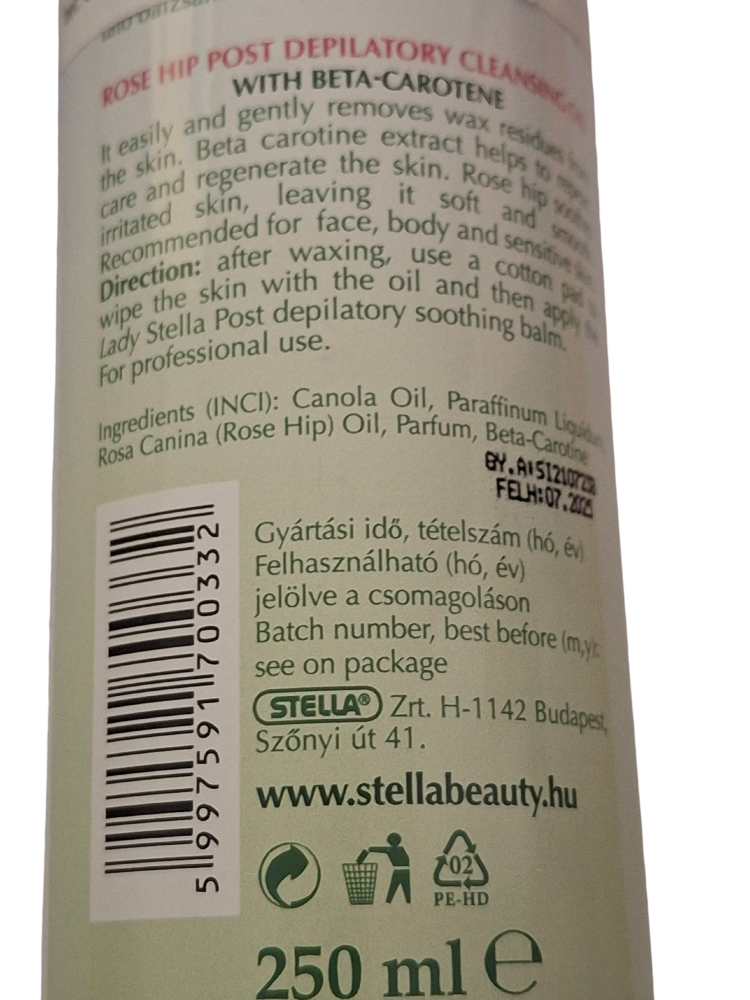 ROSE HIP POST DEPILATORY CLEANSING
WITH BETA-CAROTENE
It easily and gently removes wax residues from
the skin. Beta carotine extract helps to
care and regenerate the skin. Rose hip
irritated skin, leaving it soft and smooth
Recommended for face, body and sensitive
Direction: after waxing, use a cotton pad to
wipe the skin with the oil and then apply the
Lady Stella Post depilatory soothing balm.
For professional use.
Ingredients (INCI): Canola Oil, Paraffinum
Rosa Canina (Rose Hip) Oil, Parfum, Beta-Carotine
GY.A:
FELH:07.2025
Gyártási idő, tételszám (hó, év)
Felhasználható (hó, év)
jelölve a csomagoláson
Batch number, best before (m,y):
see on package
STELLA® Zrt. H-1142 Budapest,
Szőnyi út 41.
www.stellabeauty.hu
02
PE-HD
250 ml e
5 997591 700332